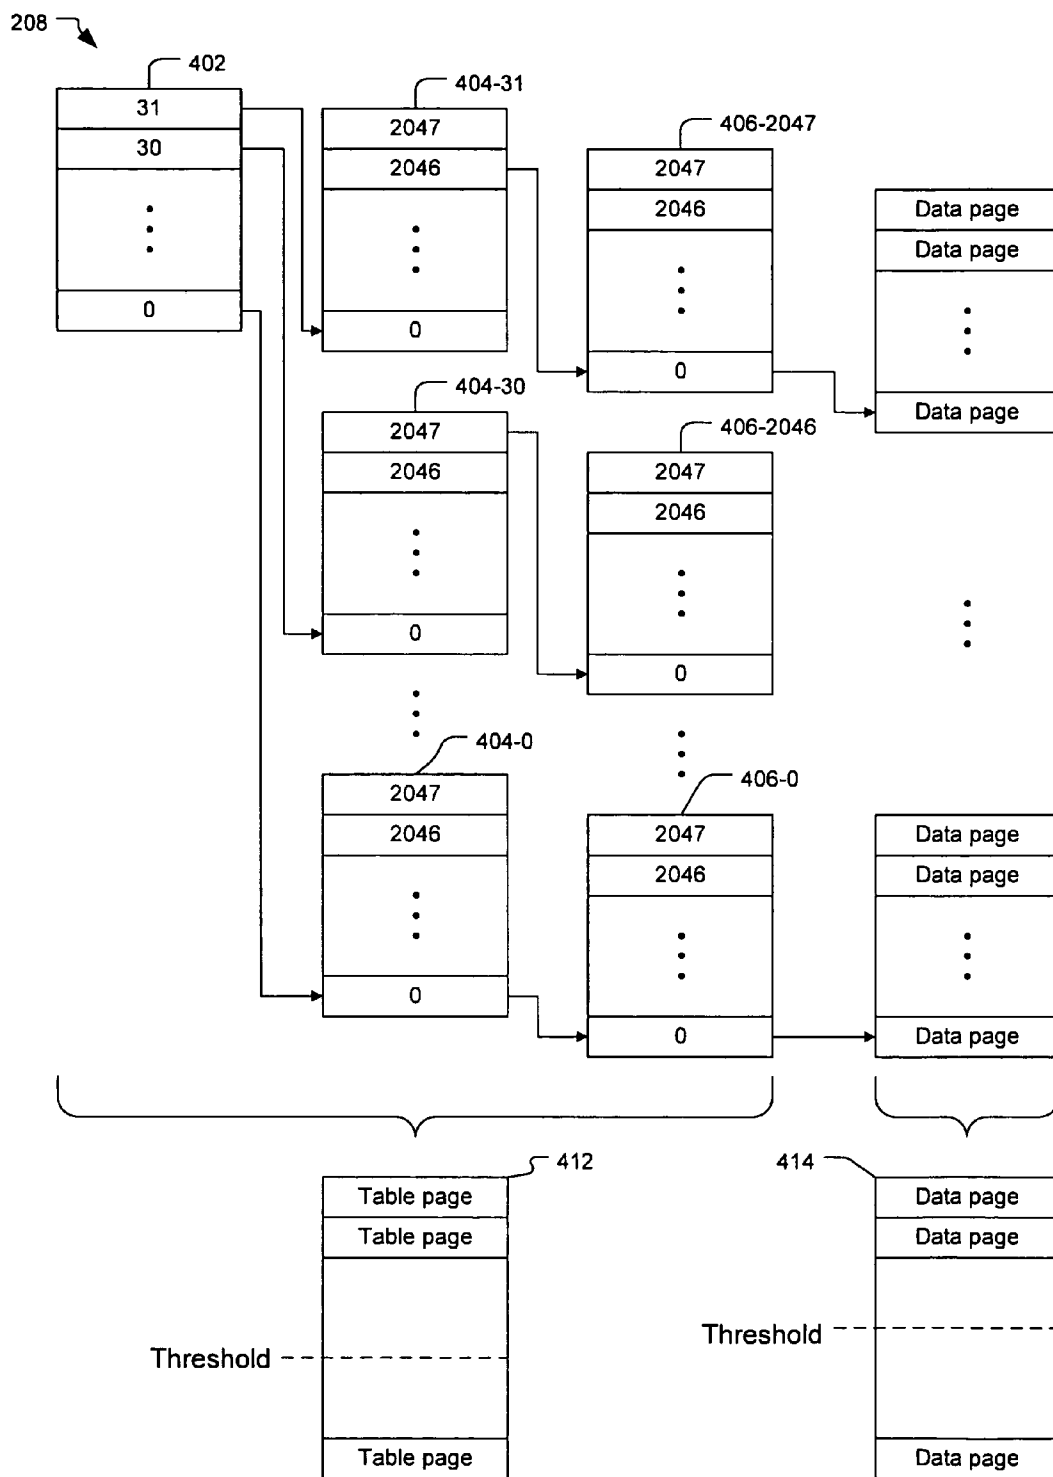 208
402
31
30
0
404-31
2047
2046
0
406-2047
2047
2046
0
Data page
Data page
Data page
404-30
2047
2046
0
406-2046
2047
2046
0
404-0
2047
2046
0
406-0
2047
2046
0
Data page
Data page
Data page
412
Table page
Table page
Threshold
Table page
414
Data page
Data page
Threshold
Data page